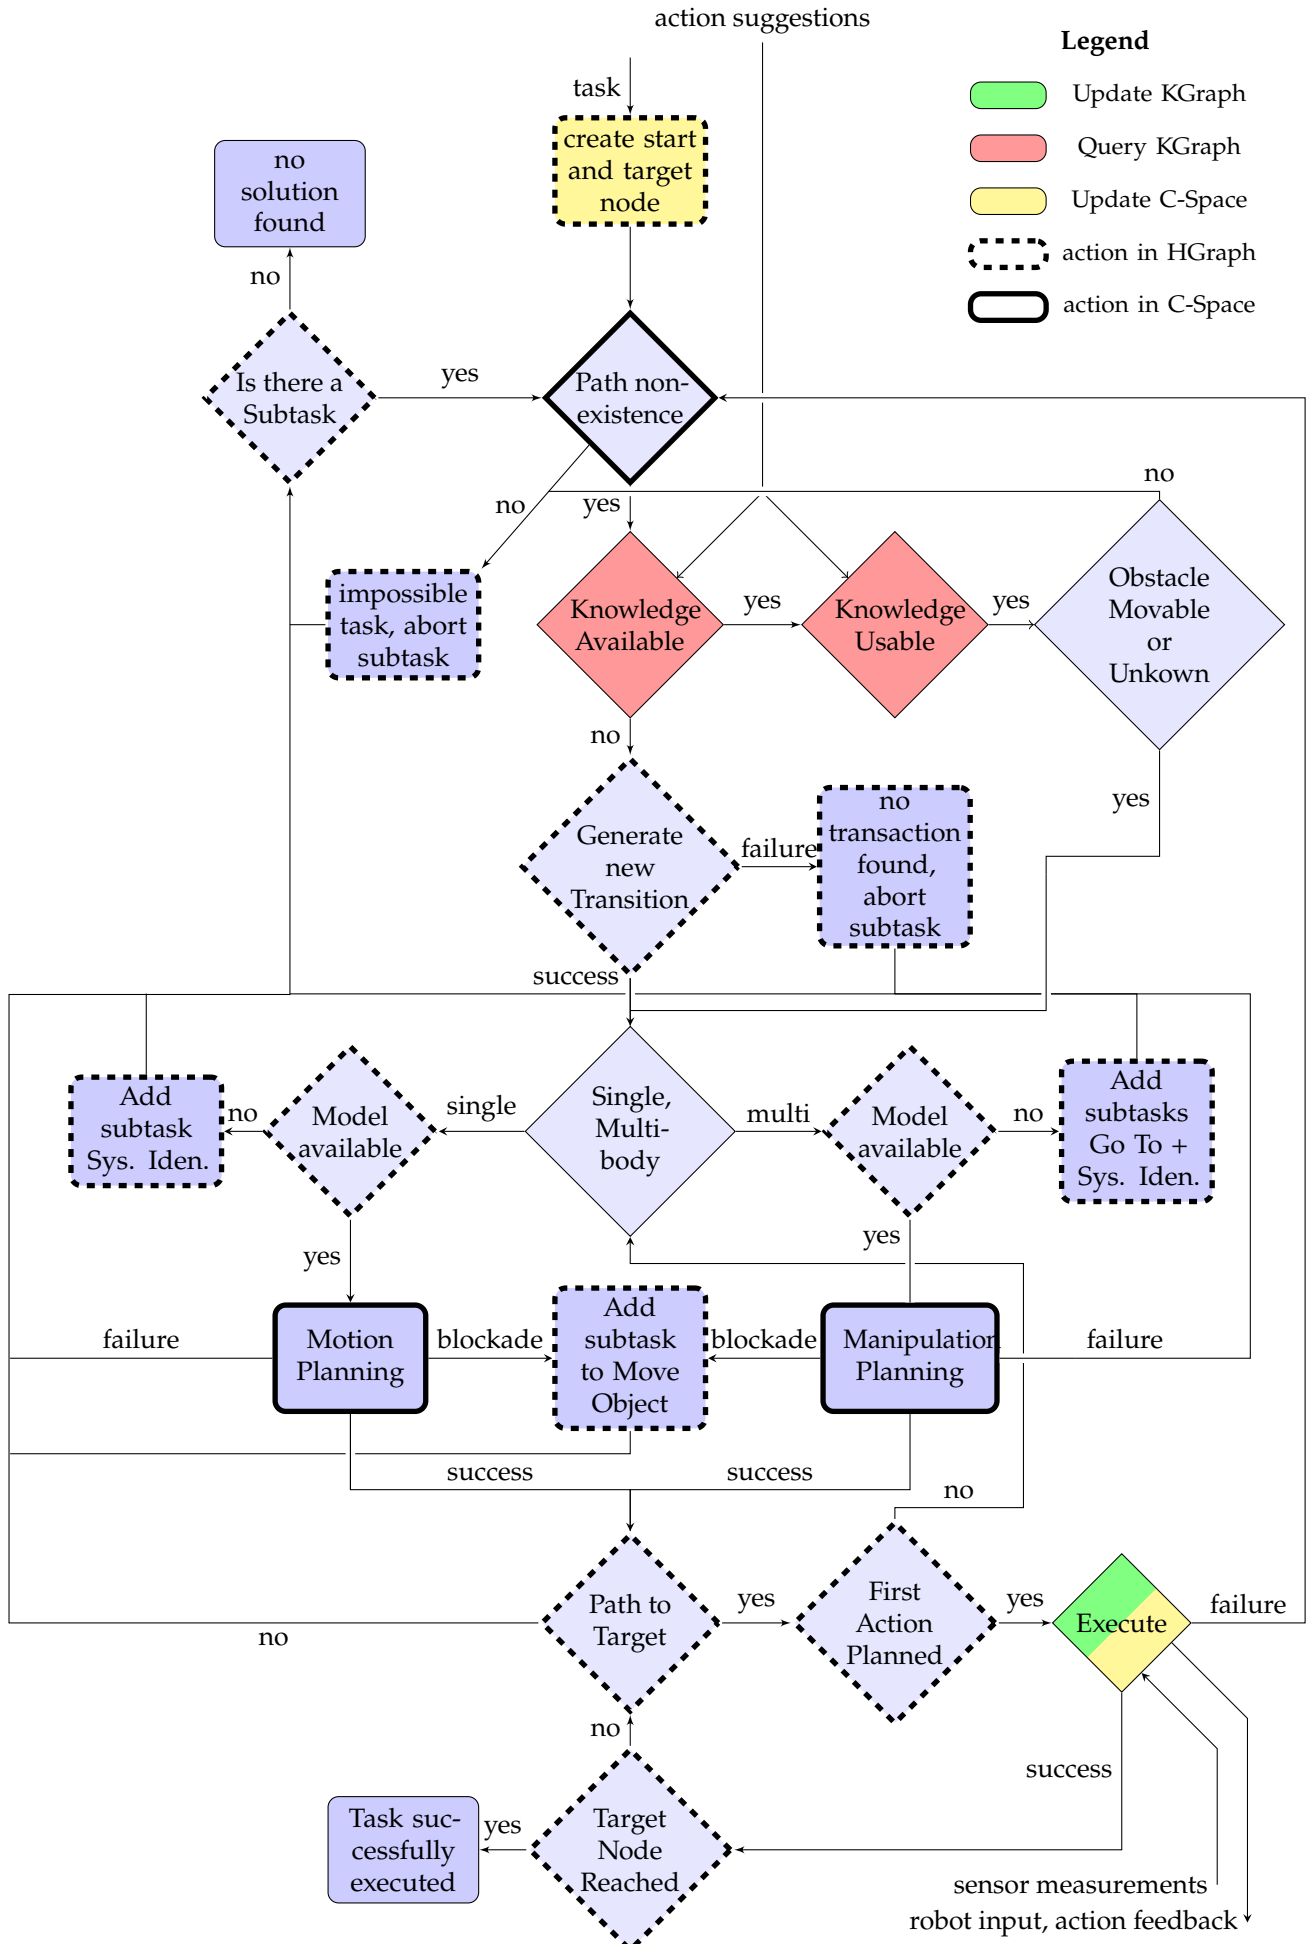 action suggestions
Legend
task
Update KGraph
create start
and target
node
Query KGraph
no
solution
found
Update C-Space
action in HGraph
no
action in C-Space
Is there a
Subtask
yes
Path non-
existence
no
no
yes
impossible
task, abort
subtask
Knowledge
Available
yes
Knowledge
Usable
yes
Obstacle
Movable
or
Unkown
no
yes
Generate
new
Transition
failure
no
transaction
found,
abort
subtask
success
Add
subtask
Sys. Iden.
no
Model
available
single
Single,
Multi-
body
multi
Model
available
no
Add
subtasks
Go To +
Sys. Iden.
yes
yes
failure
Motion
Planning
blockade
Add
subtask
to Move
Object
blockade
Manipulation
Planning
failure
success
success
no
Path to
Target
yes
First
Action
Planned
yes
Execute
failure
no
no
success
Task suc-
cessfully
executed
yes
Target
Node
Reached
sensor measurements
robot input, action feedback